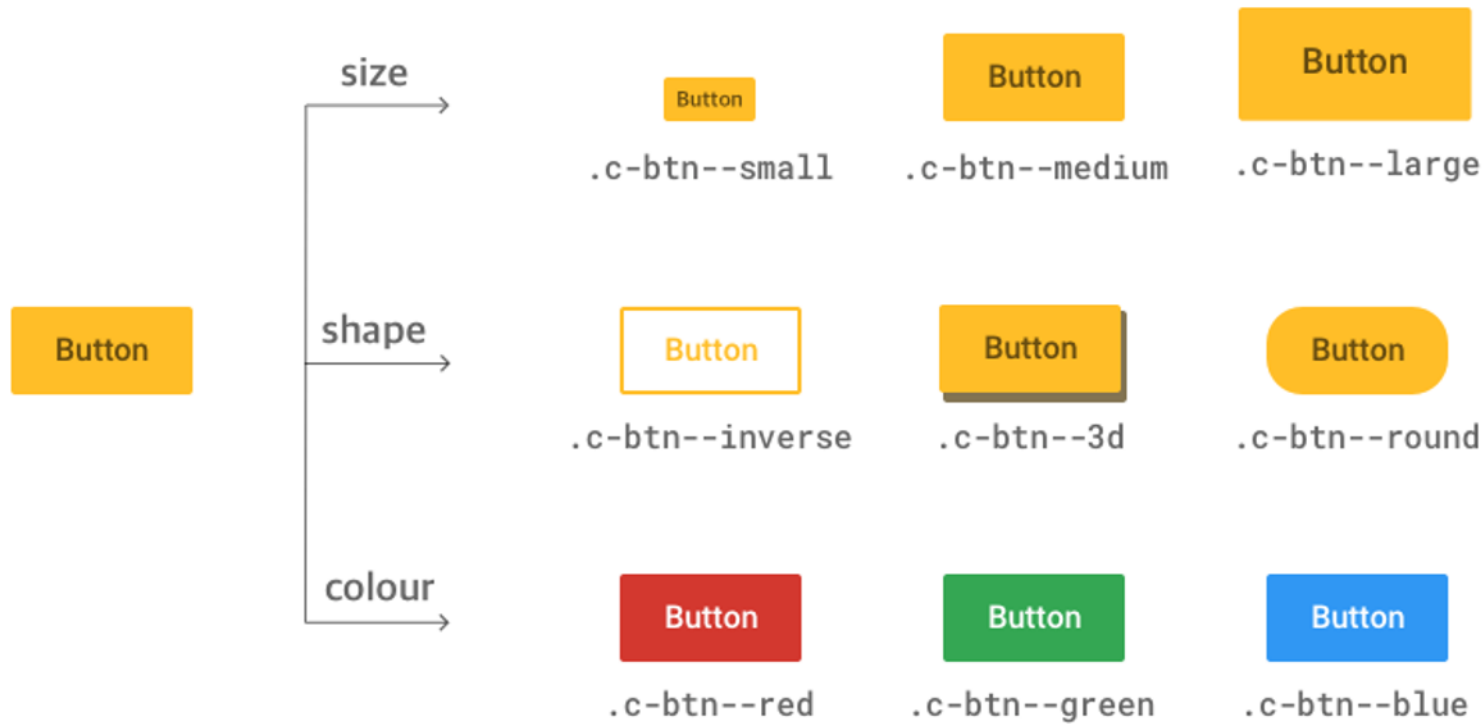 size
Button Button Button
.c-btn--small .c-btn--medium .c-btn--large
Button
shape
Button Button Button
.c-btn--inverse .c-btn--3d .c-btn--round
colour
Button Button Button
.c-btn--red .c-btn--green .c-btn--blue